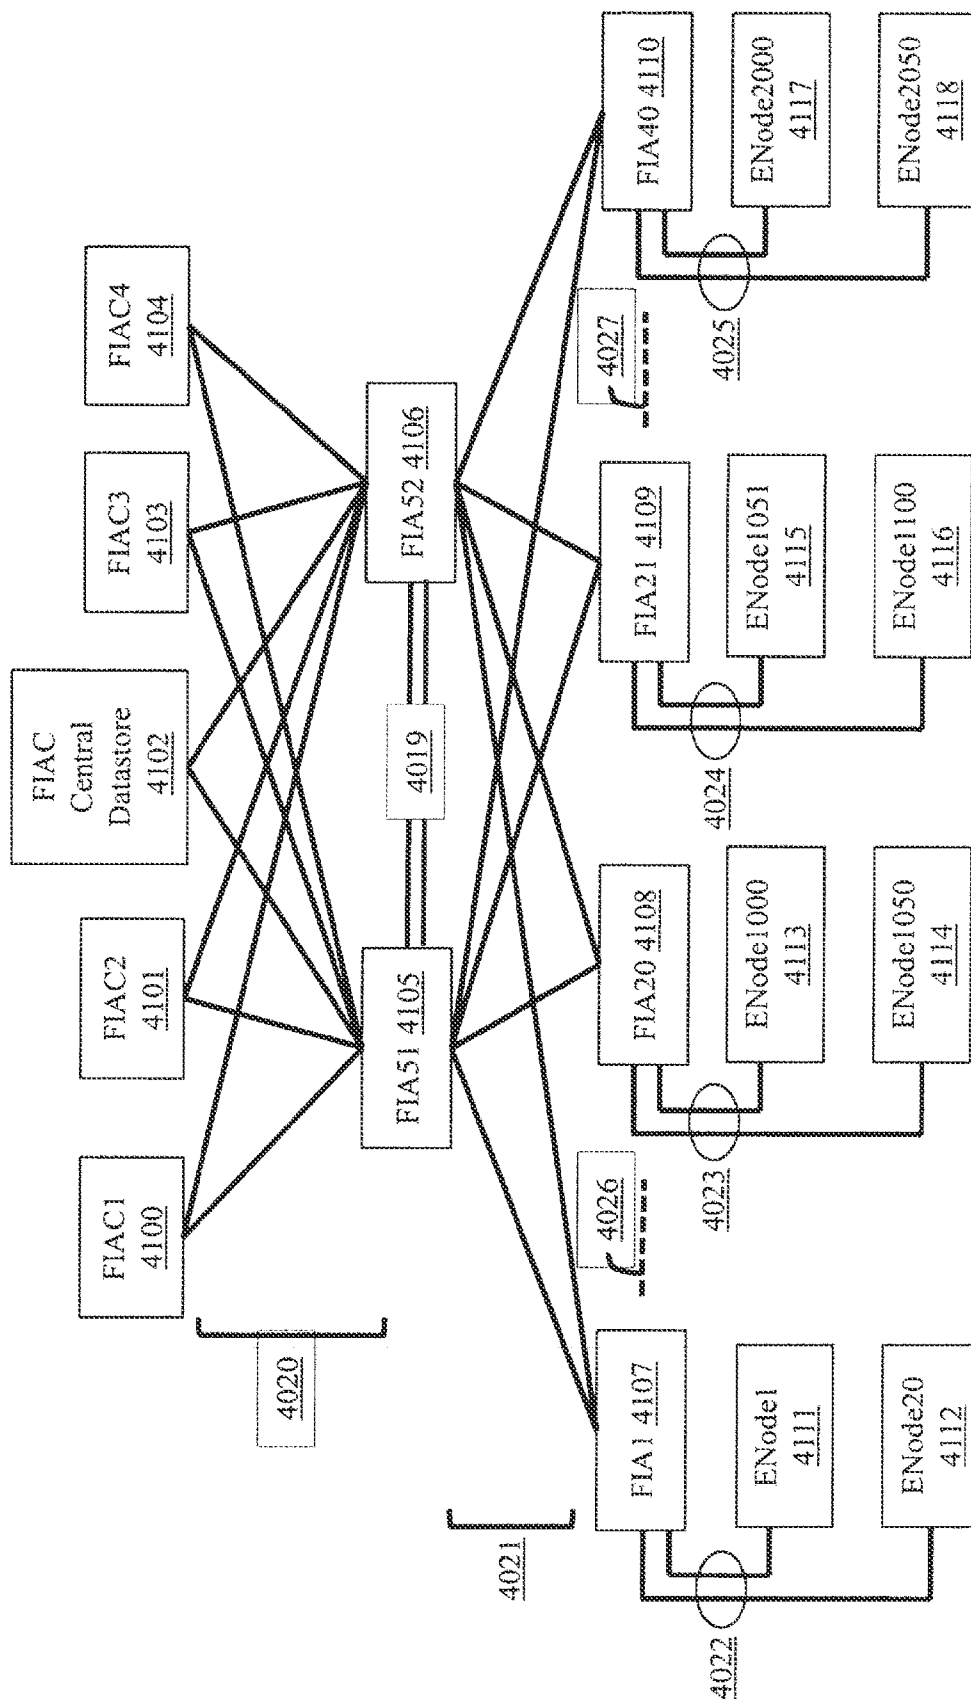 FIAC1
4100
FIAC2
4101
FIAC
Central
Datastore
4102
FIAC3
4103
FIAC4
4104
4020
FIA51 4105
4019
FIA52 4106
4021
FIA1 4107
4026
FIA20 4108
FIA21 4109
4027
FIA40 4110
4022
ENode1
4111
4023
ENode1000
4113
4024
ENode1051
4115
4025
ENode2000
4117
ENode20
4112
ENode1050
4114
ENode1100
4116
ENode2050
4118